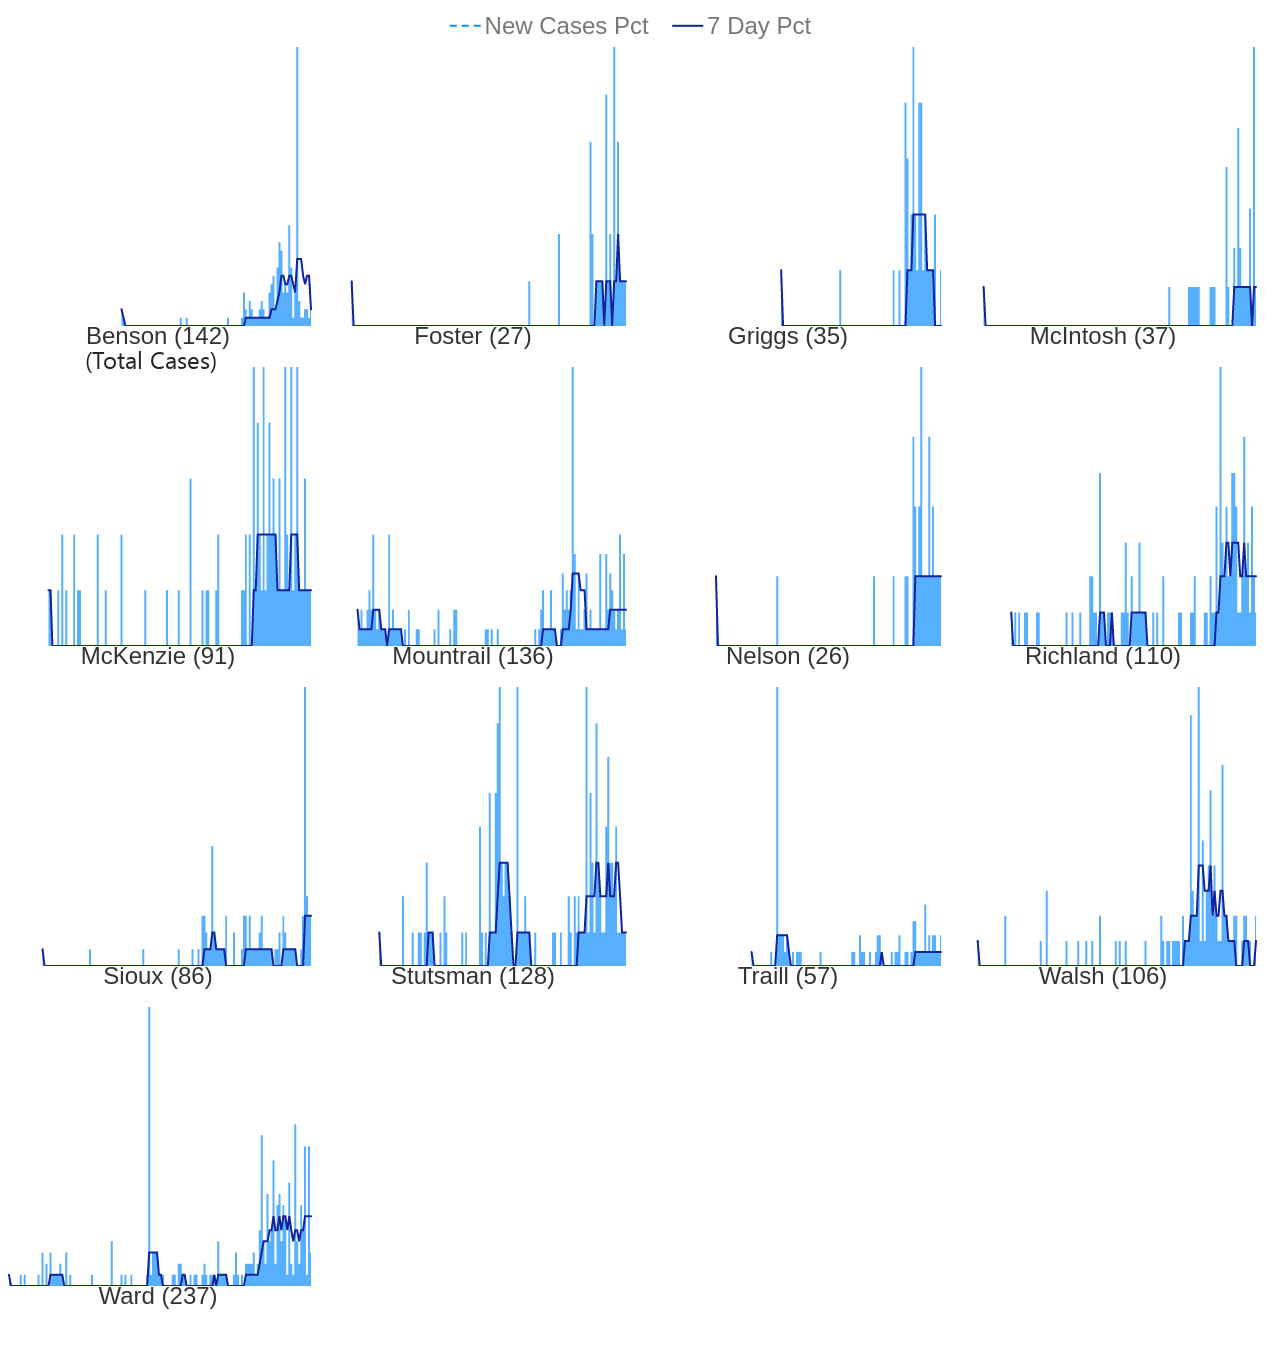 New Cases Pct 7 Day Pct
Benson (142) Foster (27) Griggs (35) McIntosh (37)
(Total Cases)
McKenzie (91) Mountrail (136) Nelson (26) Richland (110)
Sioux (86) Stutsman (128) Traill (57) Walsh (106)
Ward (237)